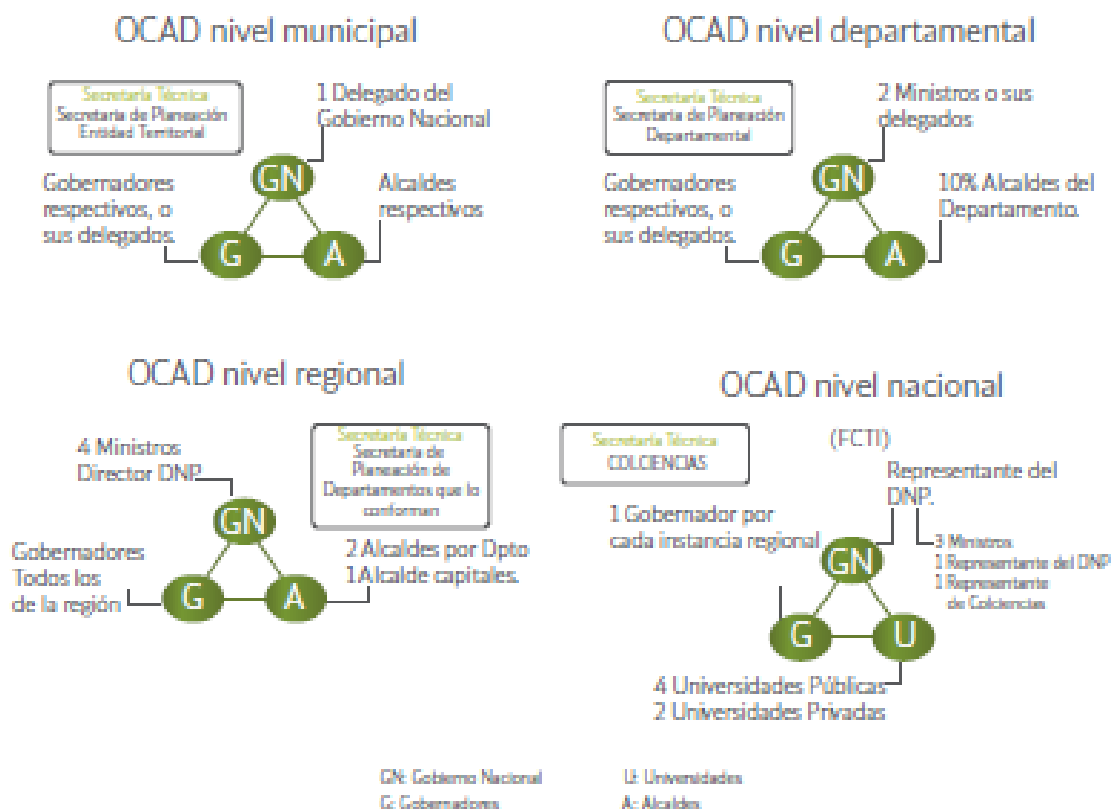 OCAD nivel municipal
Secretaría Técnica
Secretaría de Planeación
Entidad Territorial
1 Delegado del
Gobierno Nacional
Gobernadores
respectivos, o
sus delegados.
Alcaldes
respectivos
GN
G
A
OCAD nivel departamental
Secretaría Técnica
Secretaría de Planeación
Departamental
2 Ministros o sus
delegados
Gobernadores
respectivos, o
sus delegados.
10% Alcaldes del
Departamento.
GN
G
A
OCAD nivel regional
4 Ministros
Director DNP.
Secretaría Técnica
Secretaría de
Planeación de
Departamentos que lo
conforman
GN
Gobernadores
Todos los
de la región
2 Alcaldes por Dpto
1 Alcalde capitales.
G
A
OCAD nivel nacional
(FCTI)
Secretaría Técnica
COLCIENCIAS
Representante del
DNP.
1 Gobernador por
cada instancia regional
3 Ministros
1 Representante del DNP
1 Representante
de Colciencias
GN
G
U
4 Universidades Públicas
2 Universidades Privadas
GN: Gobierno Nacional
U: Universidades
G: Gobernadores
A: Alcaldes